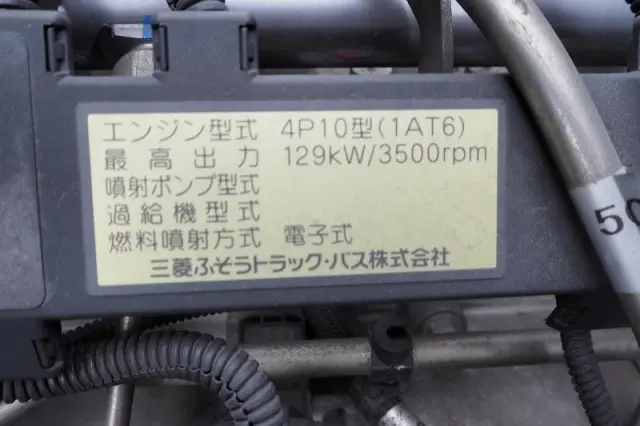 エンジン型式 4P10型(1AT6)
最高出力 129kW/3500rpm
噴射ポンプ型式
過給機型式
燃料噴射方式 電子式
三菱ふそうトラック・バス株式会社
50